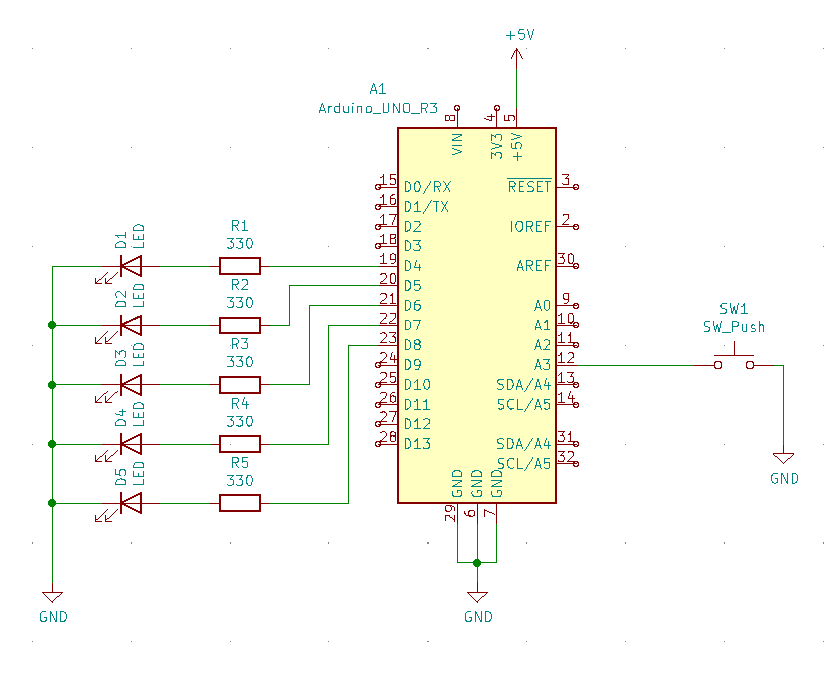 +5V
A1
Arduino_UNO_R3
8
4
5
VIN
3V3
+5V
15 D0/RX
RESET 3
16 D1/TX
17 D2
IOREF 2
18 D3
D1
LED
R1
330
19 D4
AREF 30
D2
LED
R2
330
20 D5
21 D6
A0 9
D3
LED
R3
330
22 D7
A1 10
23 D8
A2 11
24 D9
A3 12
SW1
SW_Push
D4
LED
R4
330
25 D10
SDA/A4 13
26 D11
SCL/A5 14
27 D12
28 D13
SDA/A4 31
SCL/A5 32
D5
LED
R5
330
GND
GND
GND
29
6
7
GND
GND
GND